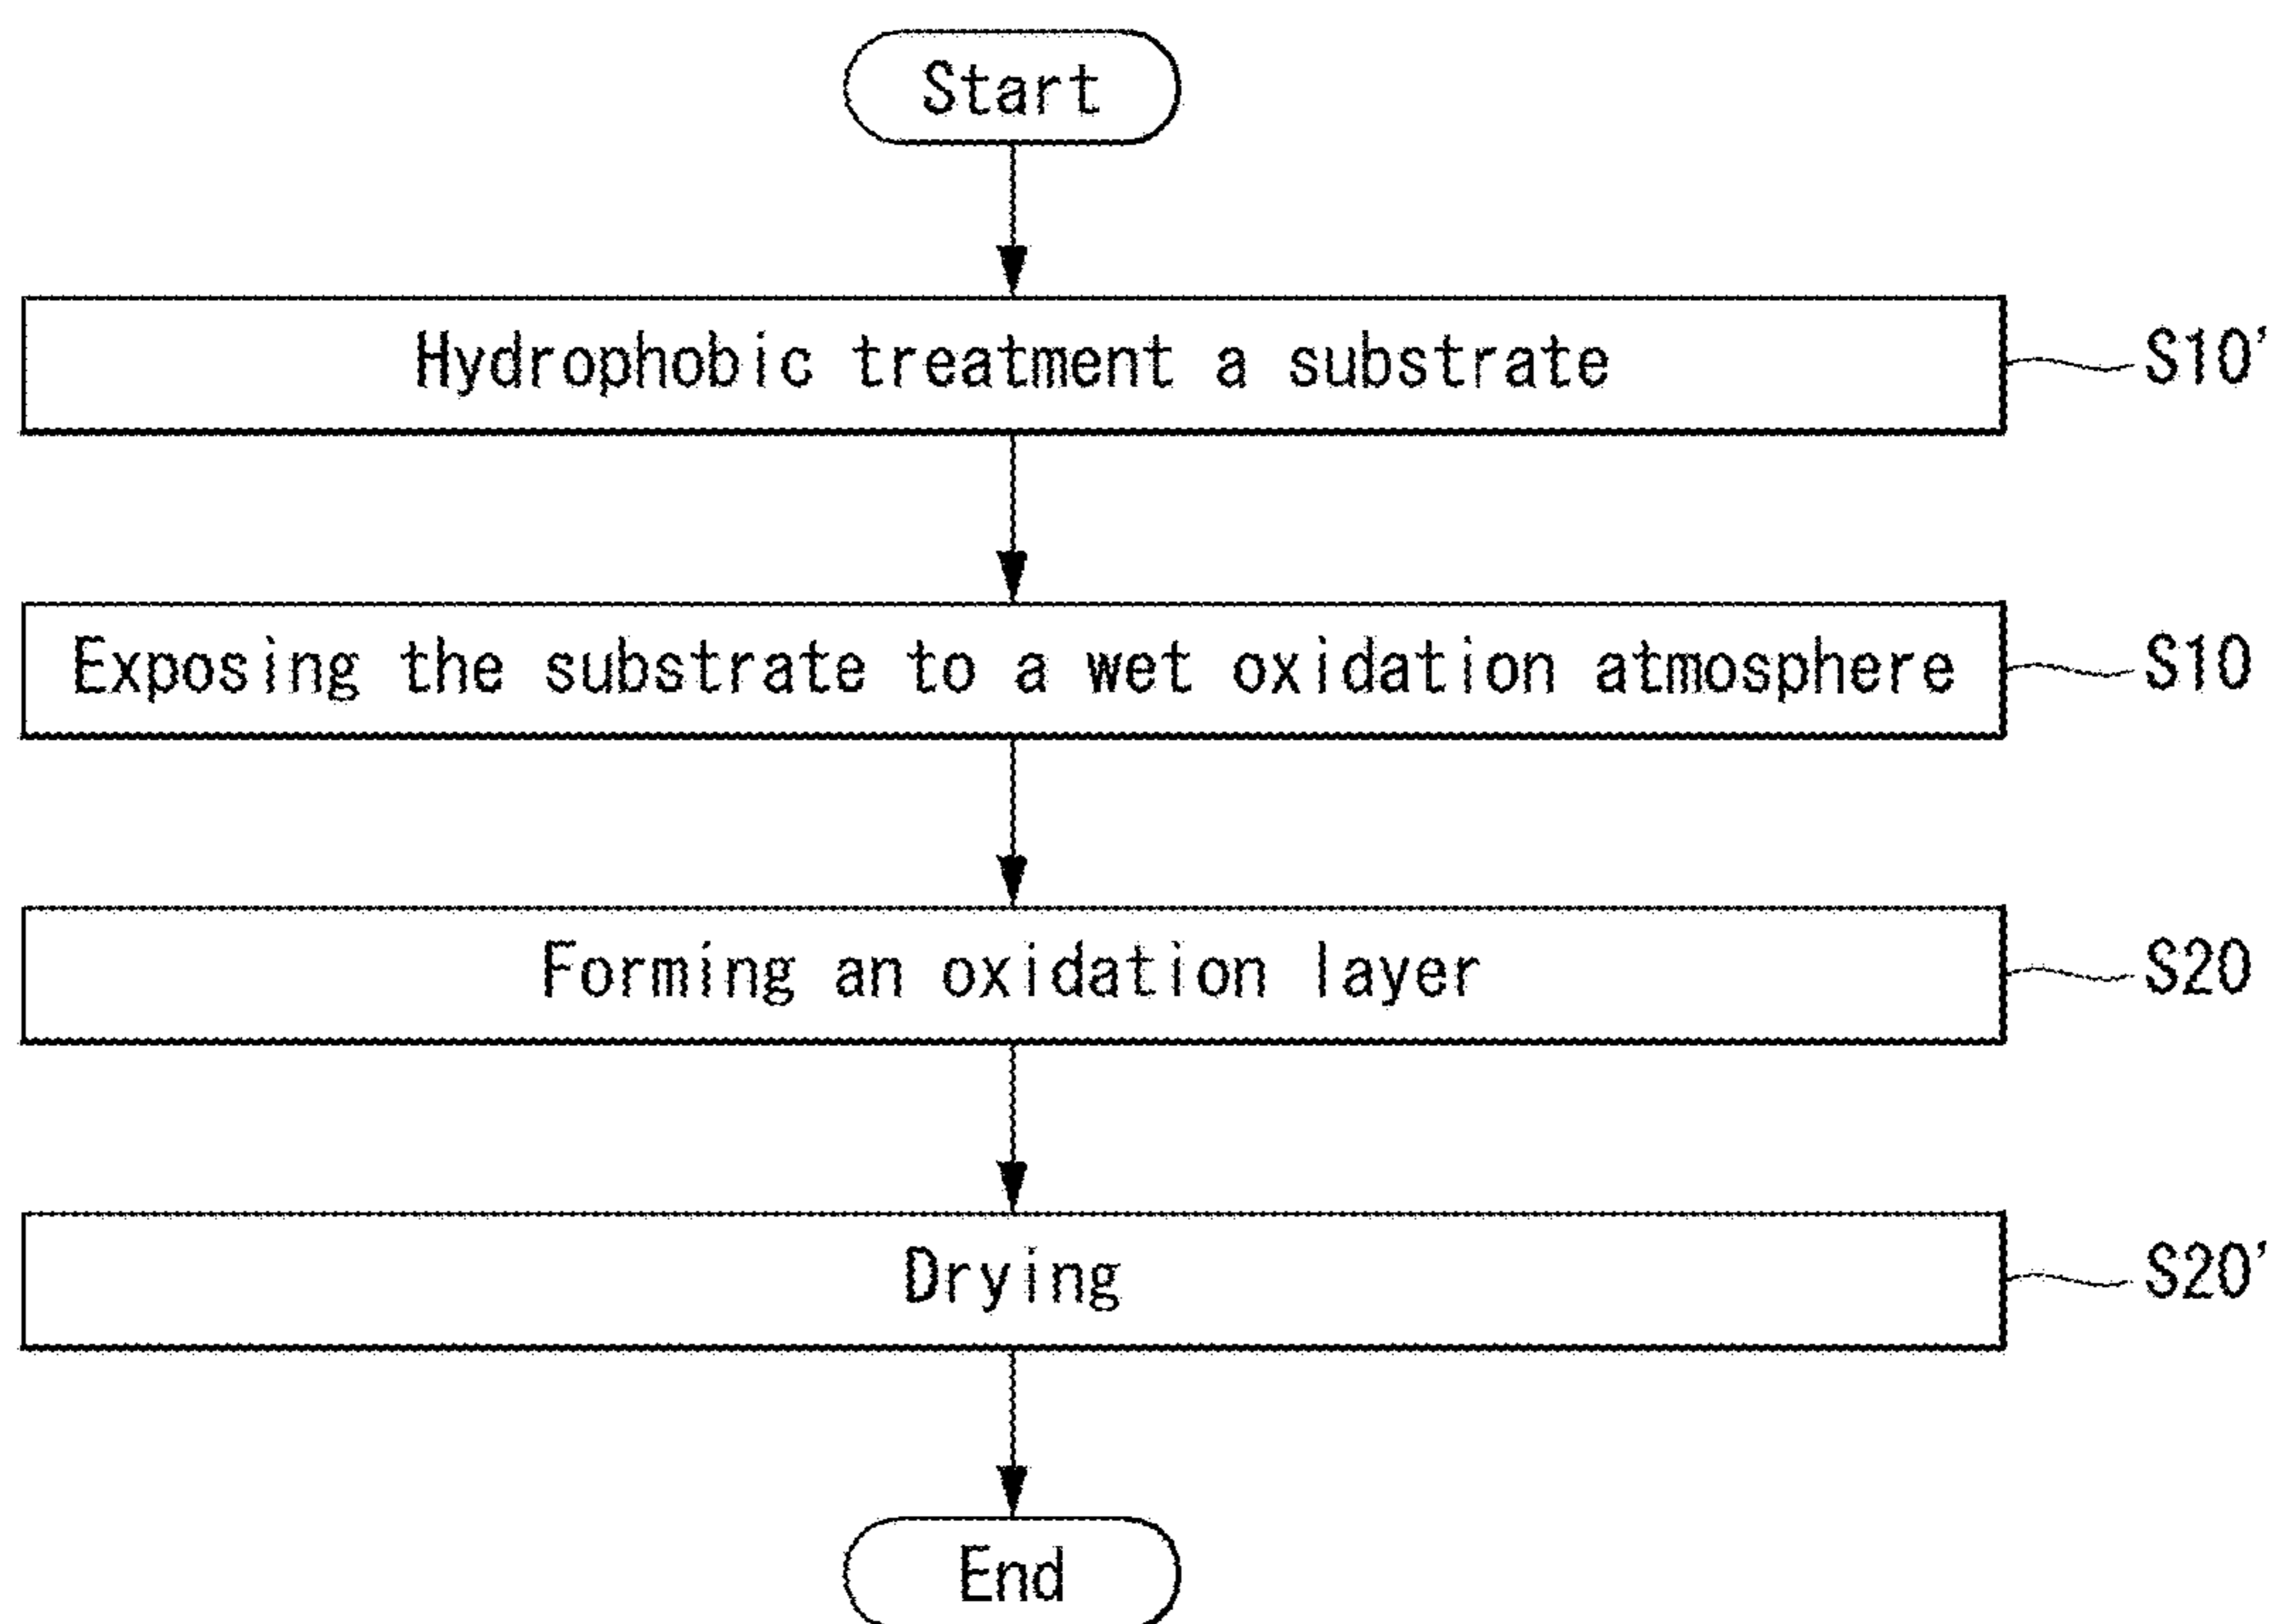 Start
Hydrophobic treatment a substrate
S10'
Exposing the substrate to a wet oxidation atmosphere
S10
Forming an oxidation layer
S20
Drying
S20'
End